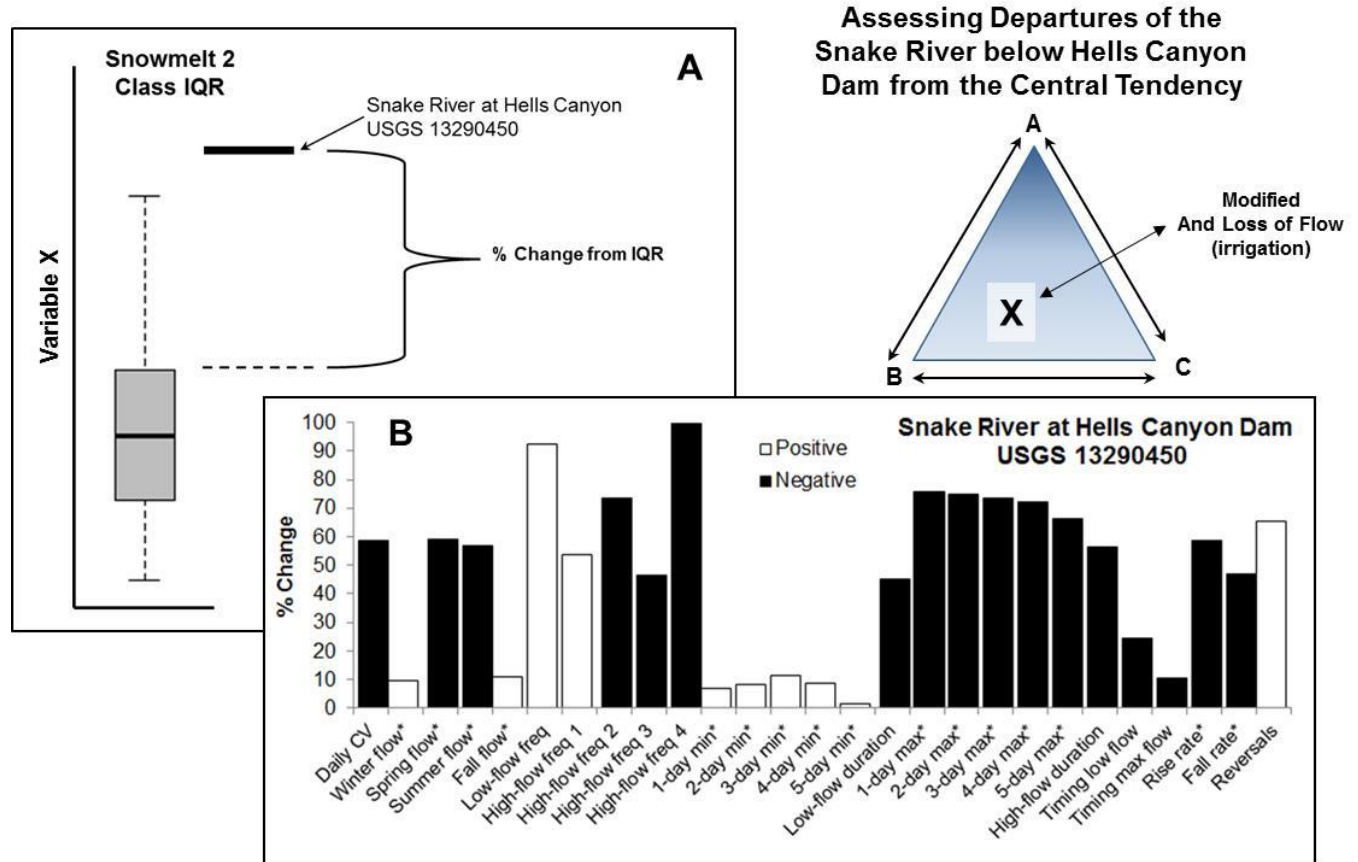 Snowmelt 2
Class IQR
A
Snake River at Hells Canyon
USGS 13290450
% Change from IQR
Variable X
Assessing Departures of the
Snake River below Hells Canyon
Dam from the Central Tendency
A
Modified
And Loss of Flow
(irrigation)
X
B
C
B
Snake River at Hells Canyon Dam
USGS 13290450
Positive
Negative
% Change
100
90
80
70
60
50
40
30
20
10
0
Daily CV
Winter flow*
Spring flow*
Summer flow*
Fall flow*
Low-flow freq
High-flow freq 1
High-flow freq 2
High-flow freq 3
High-flow freq 4
1-day min*
2-day min*
3-day min*
4-day min*
5-day min*
Low-flow duration
1-day max*
2-day max*
3-day max*
4-day max*
5-day max*
High-flow duration
Timing low flow
Timing max flow
Rise rate*
Fall rate*
Reversals